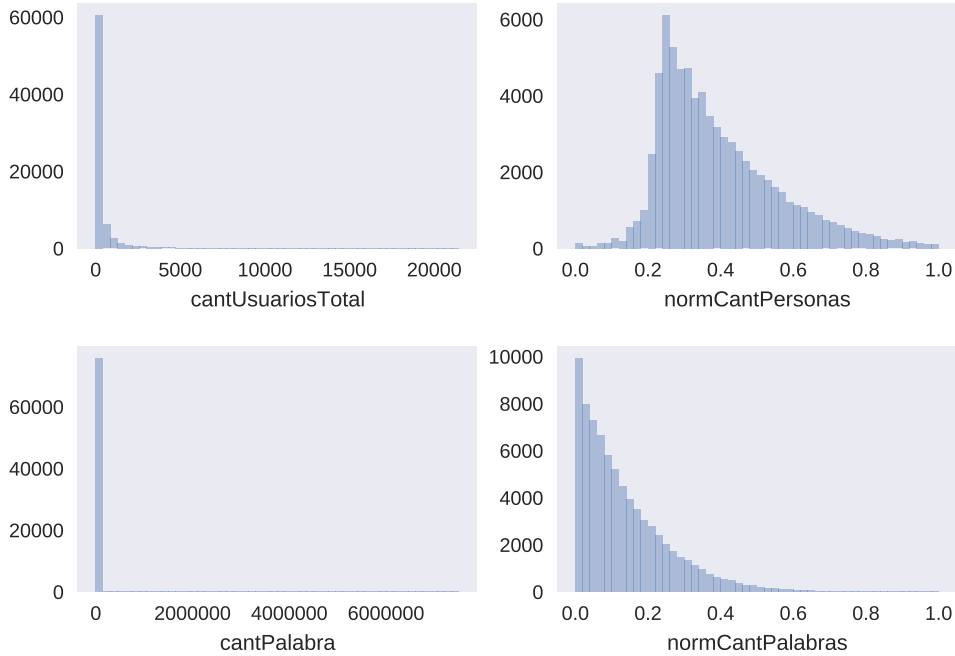 60000
40000
20000
0
0 5000 10000 15000 20000
cantUsuariosTotal
6000
4000
2000
0
0.0 0.2 0.4 0.6 0.8 1.0
normCantPersonas
60000
40000
20000
0
0 2000000 4000000 6000000
cantPalabra
10000
8000
6000
4000
2000
0
0.0 0.2 0.4 0.6 0.8 1.0
normCantPalabras